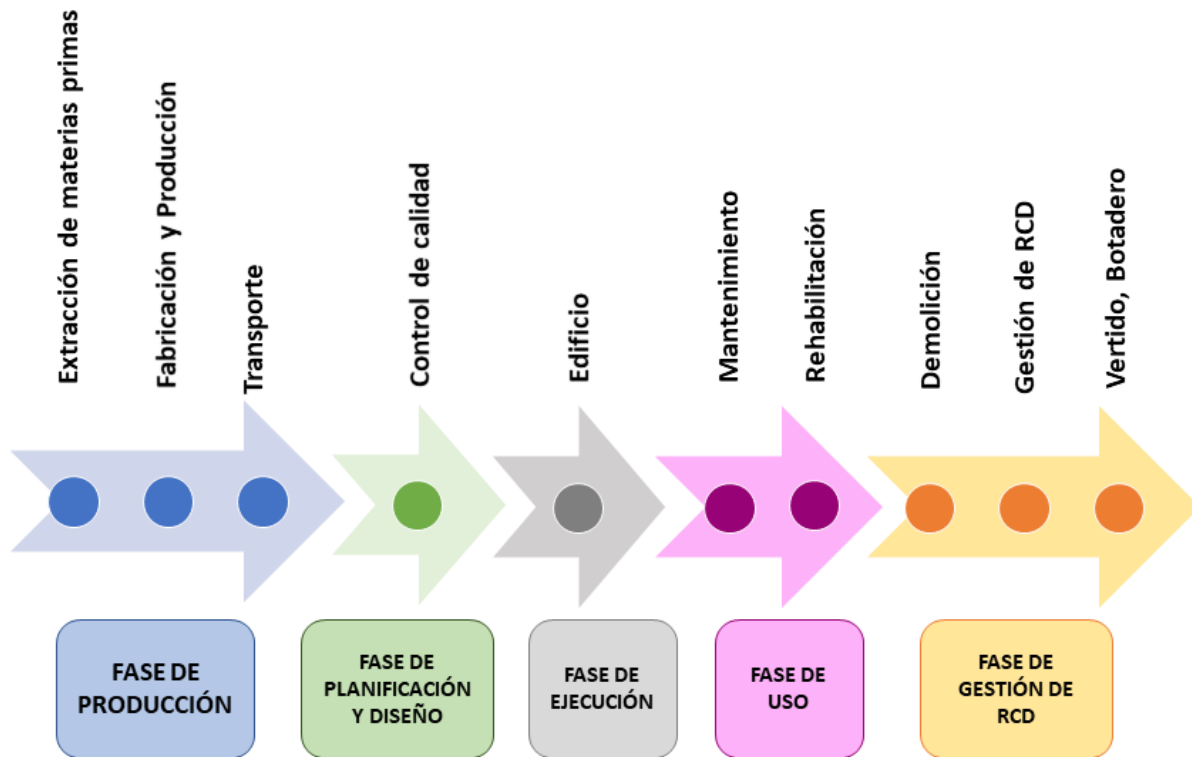 Extracción de materias primas
Fabricación y Producción
Transporte
Control de calidad
Edificio
Mantenimiento
Rehabilitación
Demolición
Gestión de RCD
Vertido, Botadero
FASE DE
PRODUCCIÓN
FASE DE
PLANIFICACIÓN
Y DISEÑO
FASE DE
EJECUCIÓN
FASE DE
USO
FASE DE
GESTIÓN DE
RCD